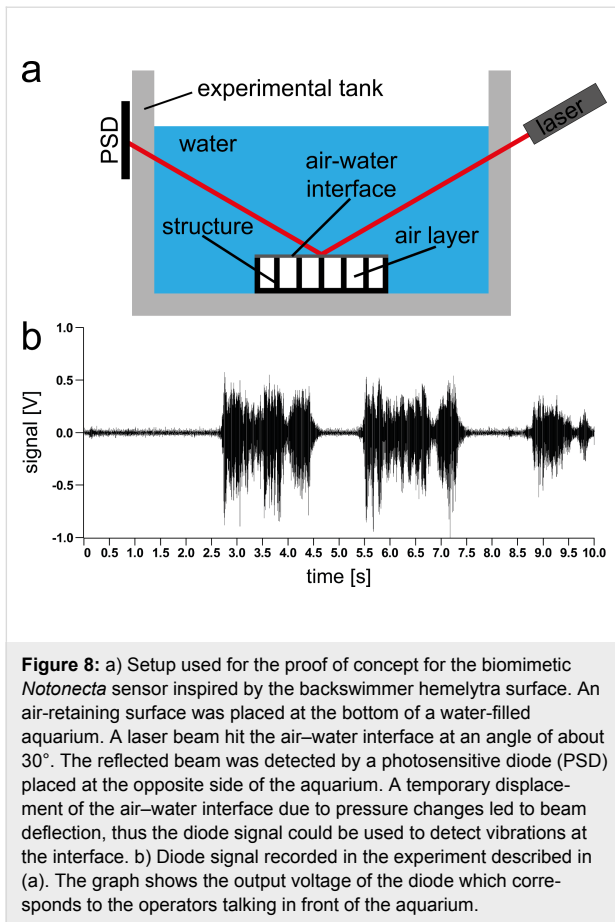 a
experimental tank
PSD
laser
water
air-water
interface
structure
air layer
b
1.0
0.5
0.0
-0.5
-1.0
signal [V]
0 0.5 1.0 1.5 2.0 2.5 3.0 3.5 4.0 4.5 5.0 5.5 6.0 6.5 7.0 7.5 8.0 8.5 9.0 9.5 10.0
time [s]
Figure 8: a) Setup used for the proof of concept for the biomimetic
Notonecta sensor inspired by the backswimmer hemelytra surface. An
air-retaining surface was placed at the bottom of a water-filled
aquarium. A laser beam hit the air–water interface at an angle of about
30°. The reflected beam was detected by a photosensitive diode (PSD)
placed at the opposite side of the aquarium. A temporary displace-
ment of the air–water interface due to pressure changes led to beam
deflection, thus the diode signal could be used to detect vibrations at
the interface. b) Diode signal recorded in the experiment described in
(a). The graph shows the output voltage of the diode which corre-
sponds to the operators talking in front of the aquarium.